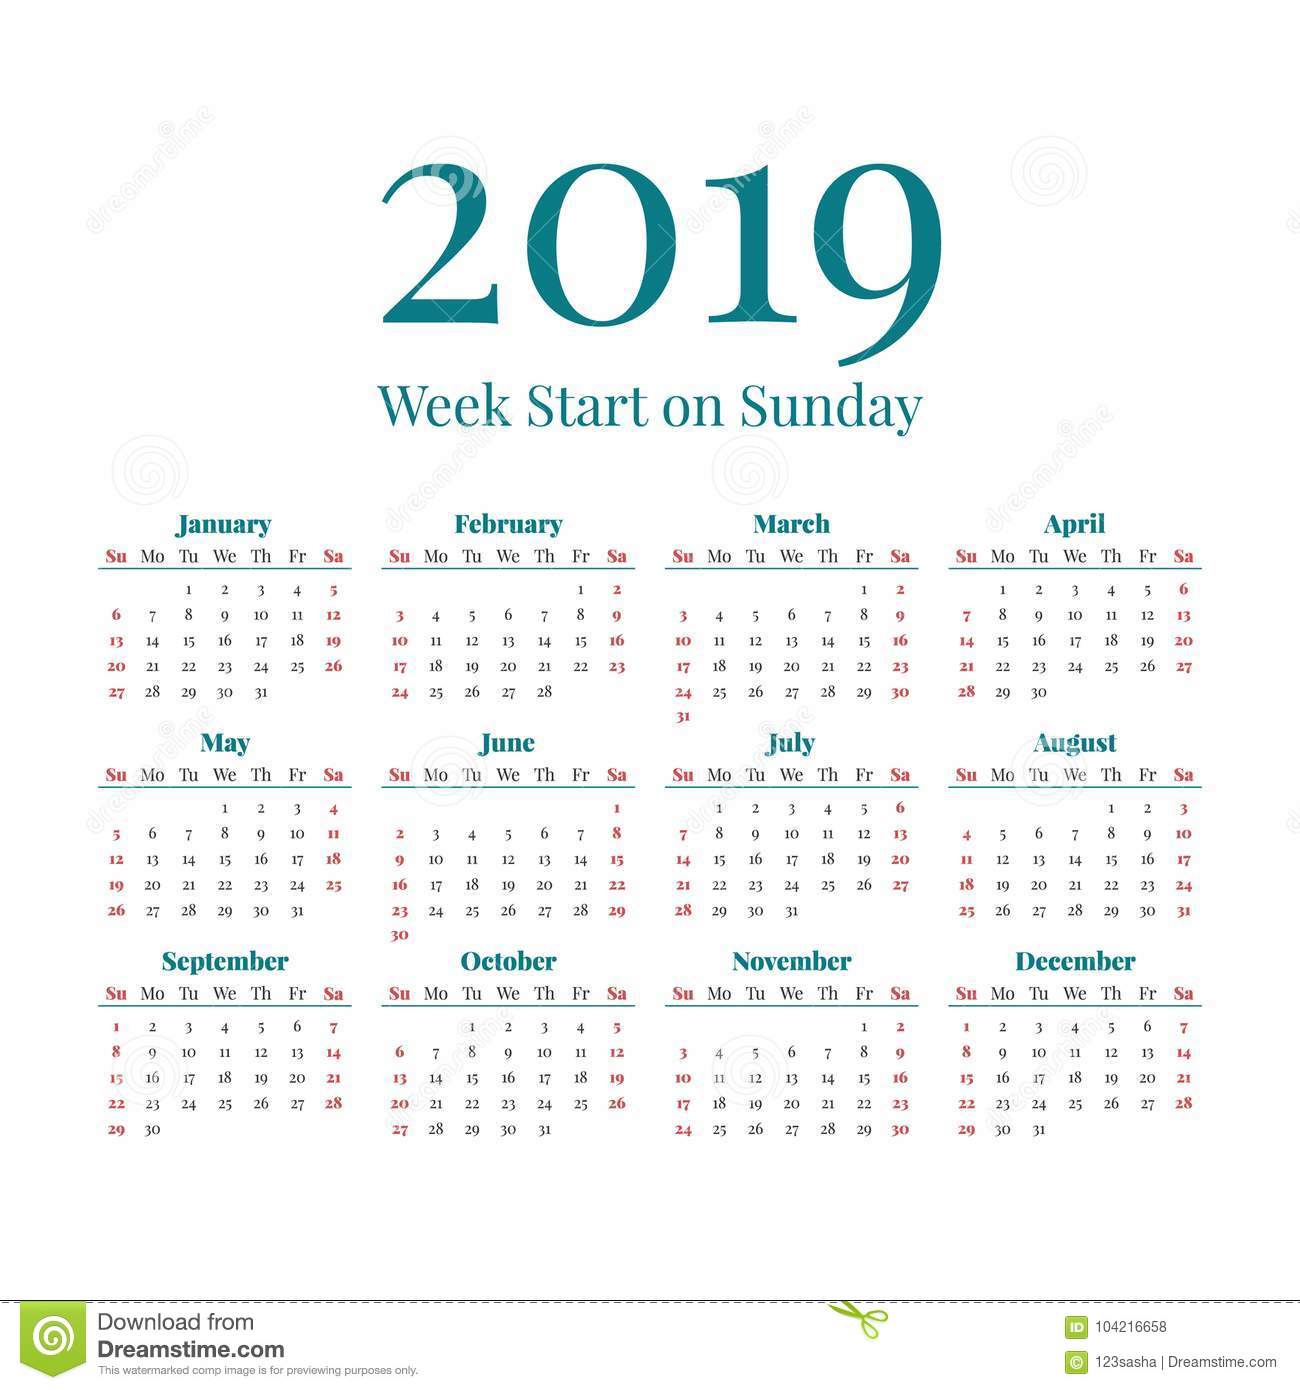 2019
Week Start on Sunday
January February March April
Su Mo Tu We Th Fr Sa Su Mo Tu We Th Fr Sa Su Mo Tu We Th Fr Sa Su Mo Tu We Th Fr Sa
1 2 3 4 5 1 2 1 2 1 2 3 4 5 6
6 7 8 9 10 11 12 3 4 5 6 7 8 9 3 4 5 6 7 8 9 7 8 9 10 11 12 13
13 14 15 16 17 18 19 10 11 12 13 14 15 16 10 11 12 13 14 15 16 14 15 16 17 18 19 20
20 21 22 23 24 25 26 17 18 19 20 21 22 23 17 18 19 20 21 22 23 21 22 23 24 25 26 27
27 28 29 30 31 24 25 26 27 28 24 25 26 27 28 29 30 28 29 30
31
May June July August
Su Mo Tu We Th Fr Sa Su Mo Tu We Th Fr Sa Su Mo Tu We Th Fr Sa Su Mo Tu We Th Fr Sa
1 2 3 4 1 1 2 3 4 5 6 1 2 3
5 6 7 8 9 10 11 2 3 4 5 6 7 8 7 8 9 10 11 12 13 4 5 6 7 8 9 10
12 13 14 15 16 17 18 9 10 11 12 13 14 15 14 15 16 17 18 19 20 11 12 13 14 15 16 17
19 20 21 22 23 24 25 16 17 18 19 20 21 22 21 22 23 24 25 26 27 18 19 20 21 22 23 24
26 27 28 29 30 31 23 24 25 26 27 28 29 28 29 30 31 25 26 27 28 29 30 31
30
September October November December
Su Mo Tu We Th Fr Sa Su Mo Tu We Th Fr Sa Su Mo Tu We Th Fr Sa Su Mo Tu We Th Fr Sa
1 2 3 4 5 6 7 1 2 3 4 5 1 2 1 2 3 4 5 6 7
8 9 10 11 12 13 14 6 7 8 9 10 11 12 3 4 5 6 7 8 9 8 9 10 11 12 13 14
15 16 17 18 19 20 21 13 14 15 16 17 18 19 10 11 12 13 14 15 16 15 16 17 18 19 20 21
22 23 24 25 26 27 28 20 21 22 23 24 25 26 17 18 19 20 21 22 23 22 23 24 25 26 27 28
29 30 27 28 29 30 31 24 25 26 27 28 29 30 29 30 31
Download from
Dreamstime.com
This watermarked comp image is for previewing purposes only.
ID 104216658
© 123sasha | Dreamstime.com
dreamstime
dreamstime
dreamstime
dreamstime
dreamstime
dreamstime
dreamstime
dreamstime